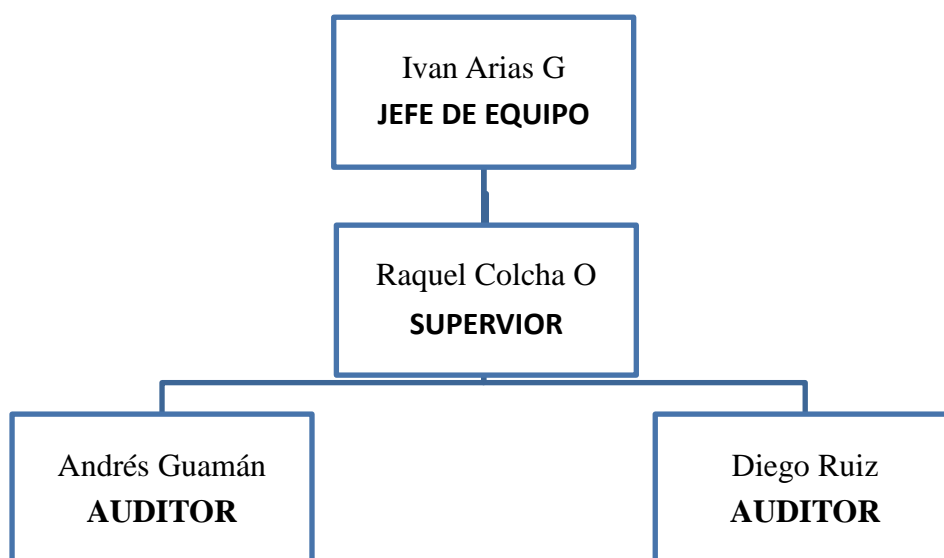 Ivan Arias G
JEFE DE EQUIPO
Raquel Colcha O
SUPERVIOR
Andrés Guamán
AUDITOR
Diego Ruiz
AUDITOR